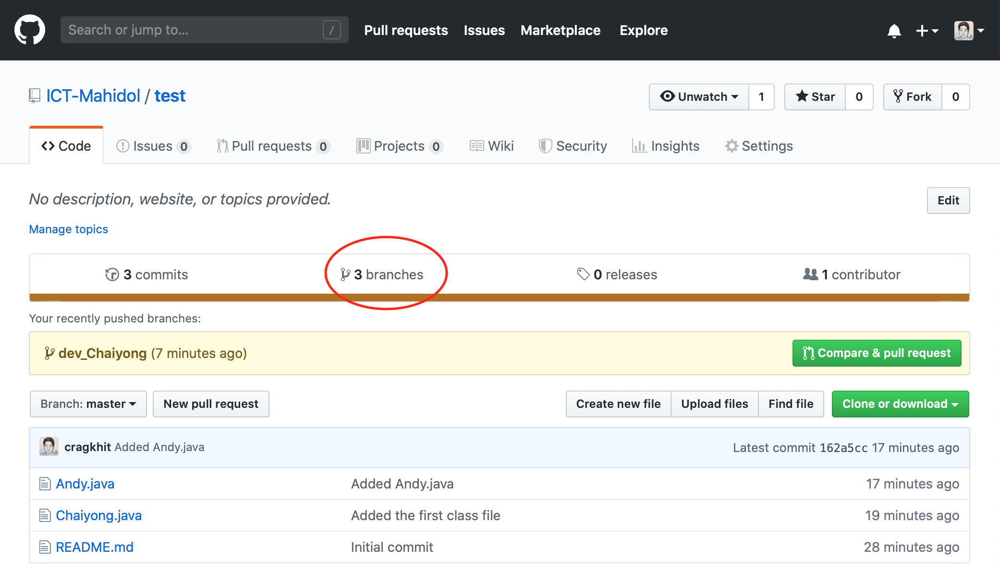 Search or jump to... / Pull requests Issues Marketplace Explore
ICT-Mahidol / test Unwatch 1 Star 0 Fork 0
Code Issues 0 Pull requests 0 Projects 0 Wiki Security Insights Settings
No description, website, or topics provided. Edit
Manage topics
3 commits 3 branches 0 releases 1 contributor
Your recently pushed branches:
dev_Chaiyong (7 minutes ago) Compare & pull request
Branch: master New pull request Create new file Upload files Find file Clone or download
cragkhit Added Andy.java Latest commit 162a5cc 17 minutes ago
Andy.java Added Andy.java 17 minutes ago
Chaiyong.java Added the first class file 19 minutes ago
README.md Initial commit 28 minutes ago